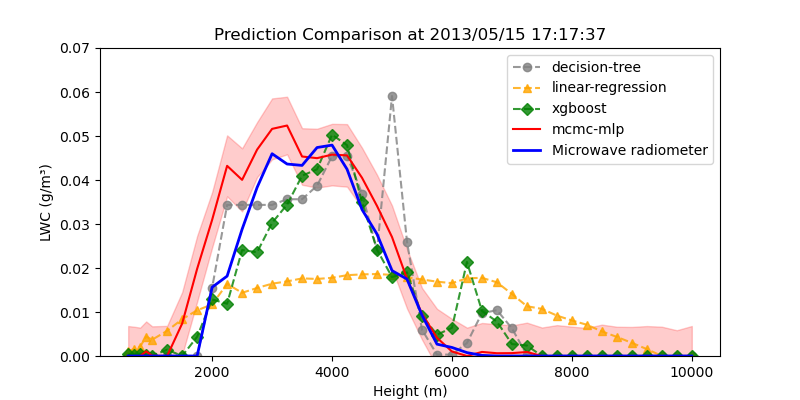 Prediction Comparison at 2013/05/15 17:17:37
0.07
0.06
0.05
0.04
0.03
0.02
0.01
0.00
LWC (g/m³)
decision-tree
linear-regression
xgboost
mcmc-mlp
Microwave radiometer
2000 4000 6000 8000 10000
Height (m)